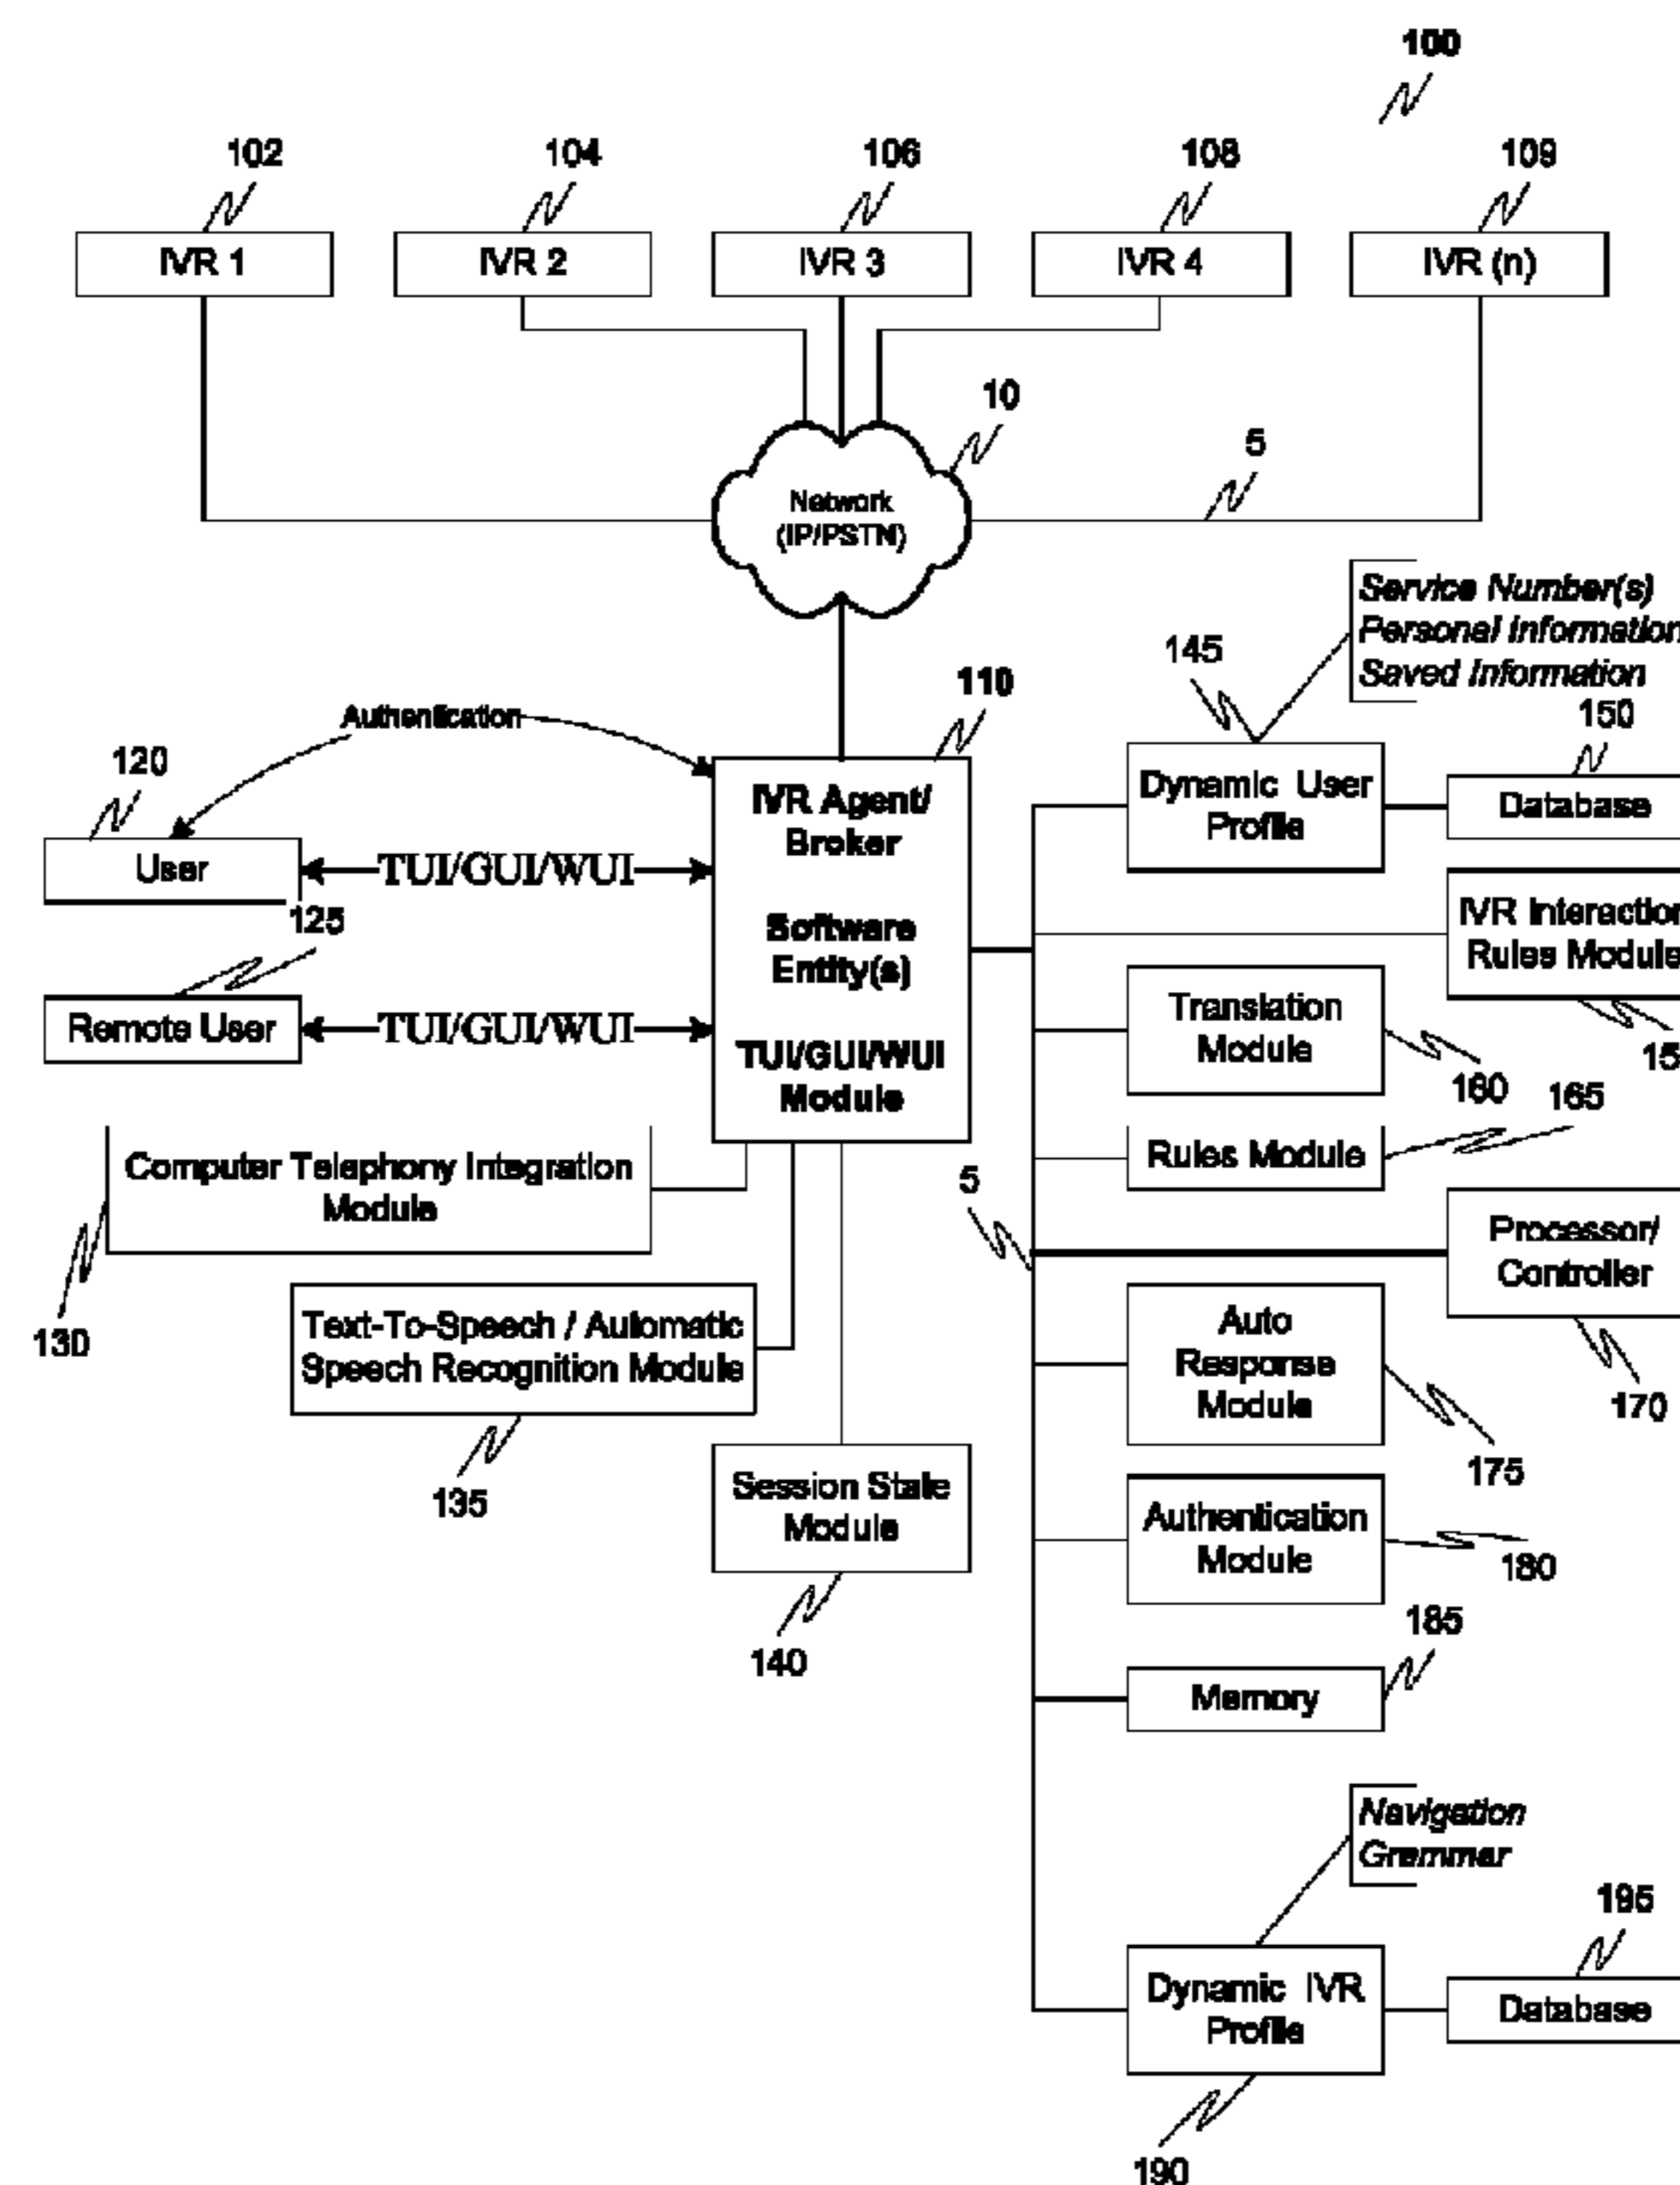 100
102
104
106
108
109
IVR 1
IVR 2
IVR 3
IVR 4
IVR (n)
10
5
Network
(IP/PSTN)
Service Number(s)
Personal Information
Saved Information
145
150
110
Authentication
120
IVR Agent/
Broker
Software
Entity(s)
TUI/GUI/WUI
Module
Dynamic User
Profile
Database
User
TUI/GUI/WUI
125
IVR Interaction
Rules Module
Remote User
TUI/GUI/WUI
Translation
Module
15
160
165
Computer Telephony Integration
Module
Rules Module
5
130
Processor/
Controller
Text-To-Speech / Automatic
Speech Recognition Module
Auto
Response
Module
170
135
175
Session State
Module
Authentication
Module
180
140
185
Memory
Navigation
Grammar
195
Dynamic IVR
Profile
Database
190